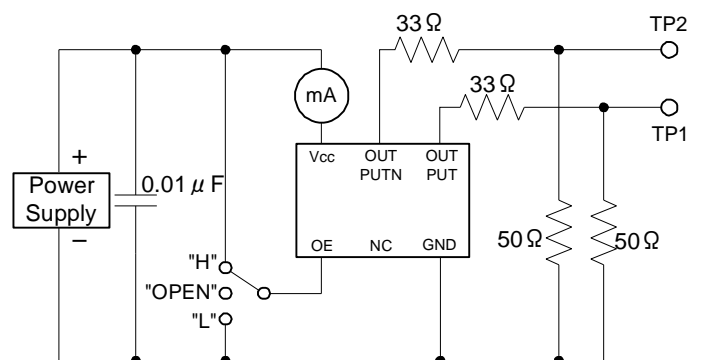 33Ω
TP2
33Ω
TP1
mA
Vcc
OUT
PUTN
OUT
PUT
+
Power
Supply
−
0.01μF
OE
NC
GND
50Ω
50Ω
"H"
"OPEN"
"L"